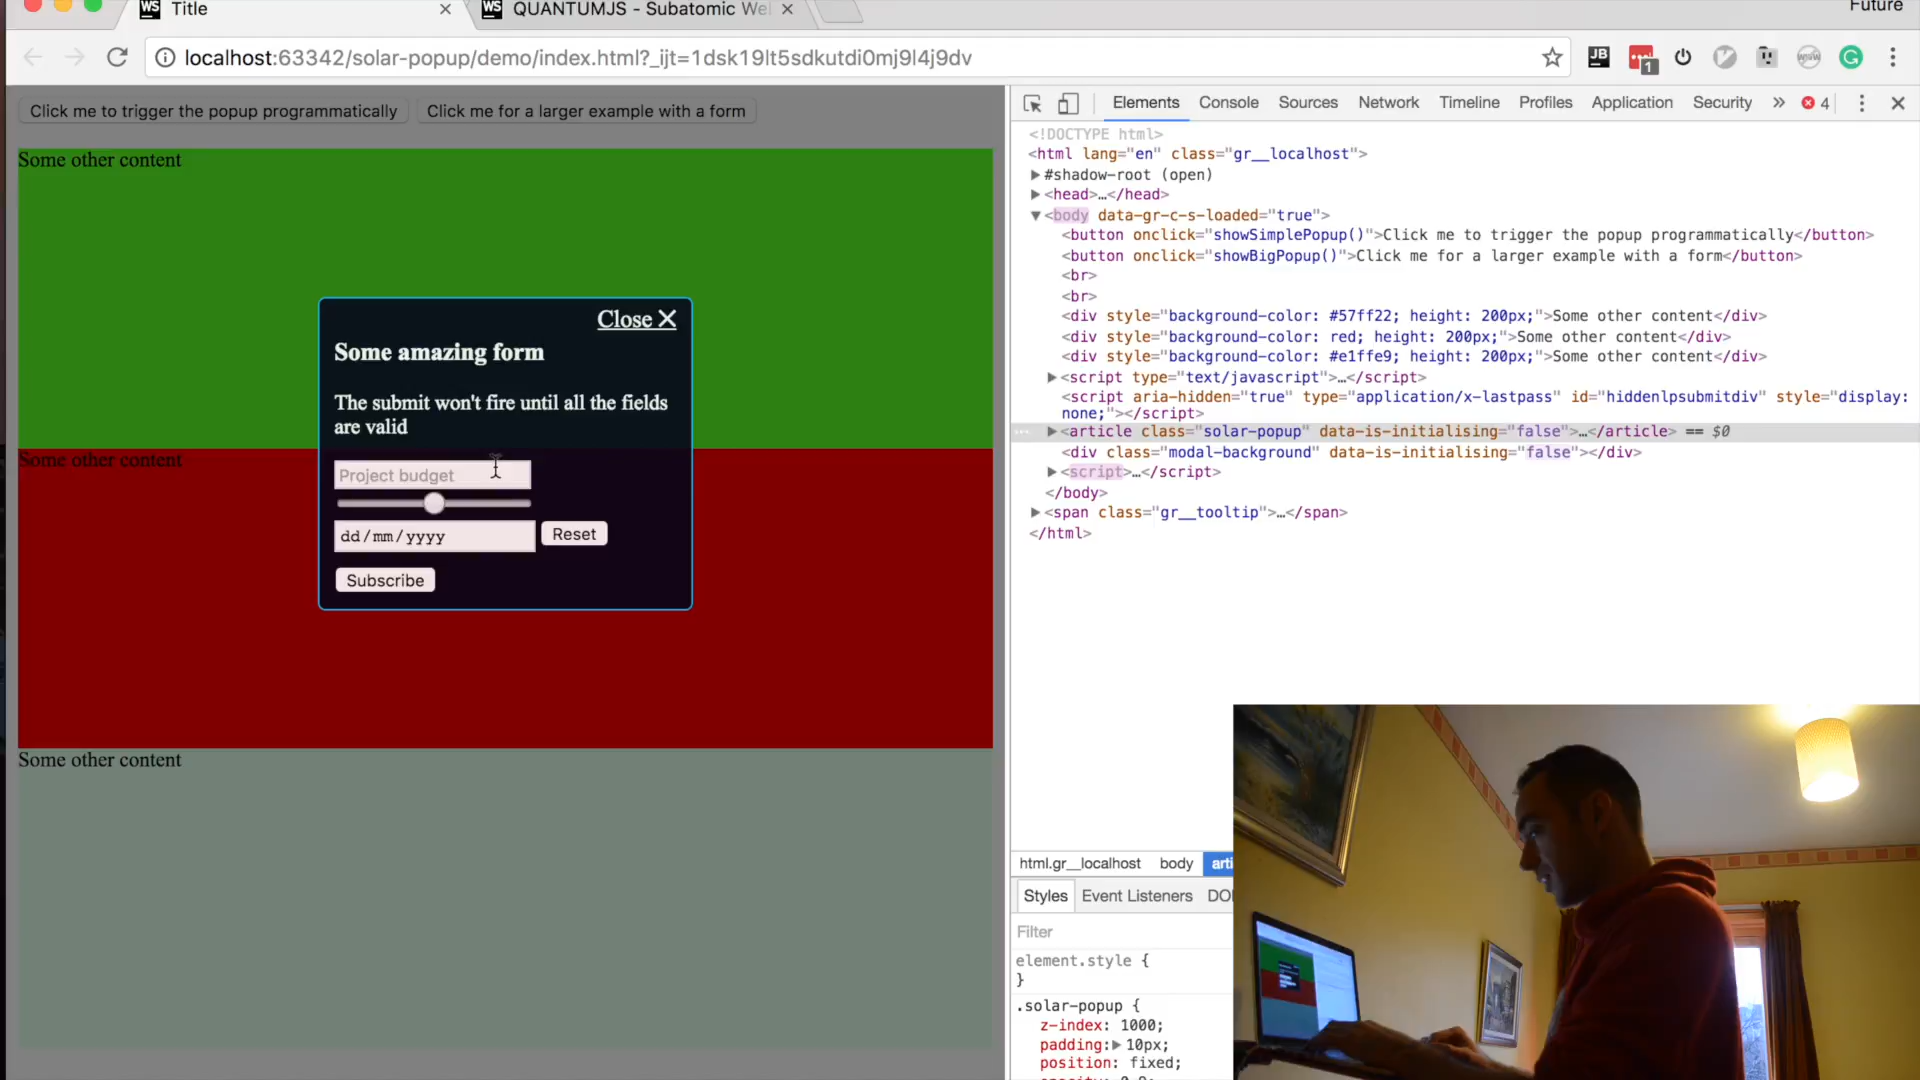 Title
QUANTUMJS - Subatomic We
Future
localhost:63342/solar-popup/demo/index.html?_ijt=1dsk19lt5sdkutdi0mj9l4j9dv
JB
1
Click me to trigger the popup programmatically
Click me for a larger example with a form
Some other content
Close ✕
Some amazing form
The submit won't fire until all the fields
are valid
Some other content
Project budget
dd/mm/yyyy
Reset
Subscribe
Some other content
Elements Console Sources Network Timeline Profiles Application Security » 4
<!DOCTYPE html>
<html lang="en" class="gr__localhost">
▶#shadow-root (open)
▶<head>…</head>
▼<body data-gr-c-s-loaded="true">
<button onclick="showSimplePopup()">Click me to trigger the popup programmatically</button>
<button onclick="showBigPopup()">Click me for a larger example with a form</button>
<br>
<br>
<div style="background-color: #57ff22; height: 200px;">Some other content</div>
<div style="background-color: red; height: 200px;">Some other content</div>
<div style="background-color: #e1ffe9; height: 200px;">Some other content</div>
▶<script type="text/javascript">…</script>
<script aria-hidden="true" type="application/x-lastpass" id="hiddenlpsubmitdiv" style="display:
none;"></script>
▶<article class="solar-popup" data-is-initialising="false">…</article> == $0
<div class="modal-background" data-is-initialising="false"></div>
▶<script>…</script>
</body>
▶<span class="gr__tooltip">…</span>
</html>
html.gr__localhost body arti
Styles Event Listeners DO
Filter
element.style {
}
.solar-popup {
z-index: 1000;
padding:▶10px;
position: fixed;